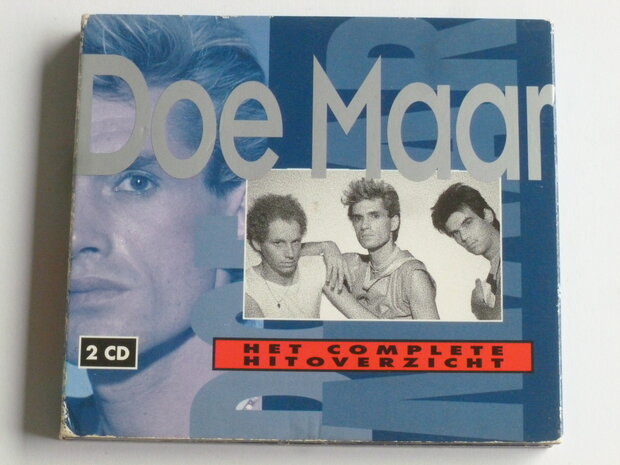 Doe Maar
2 CD
HET COMPLETE
HITOVERZICHT